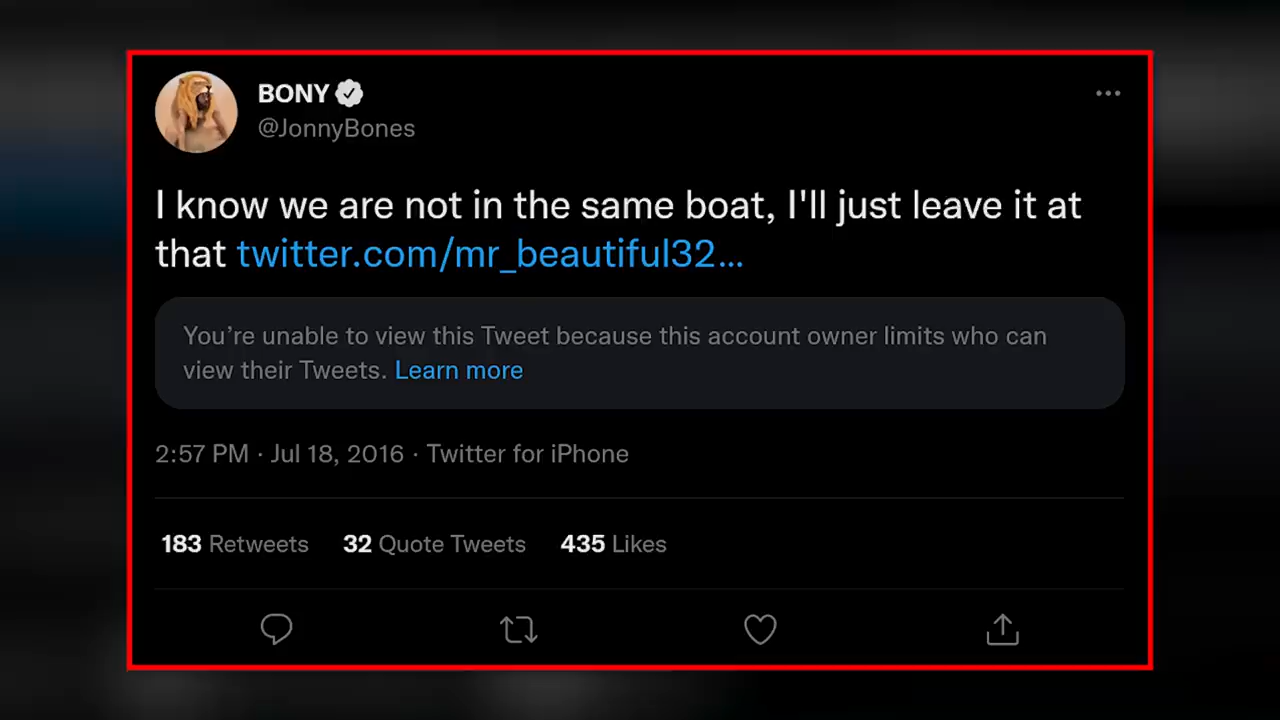 BONY
@JonnyBones
I know we are not in the same boat, I'll just leave it at
that twitter.com/mr_beautiful32...
You’re unable to view this Tweet because this account owner limits who can
view their Tweets. Learn more
2:57 PM · Jul 18, 2016 · Twitter for iPhone
183 Retweets 32 Quote Tweets 435 Likes